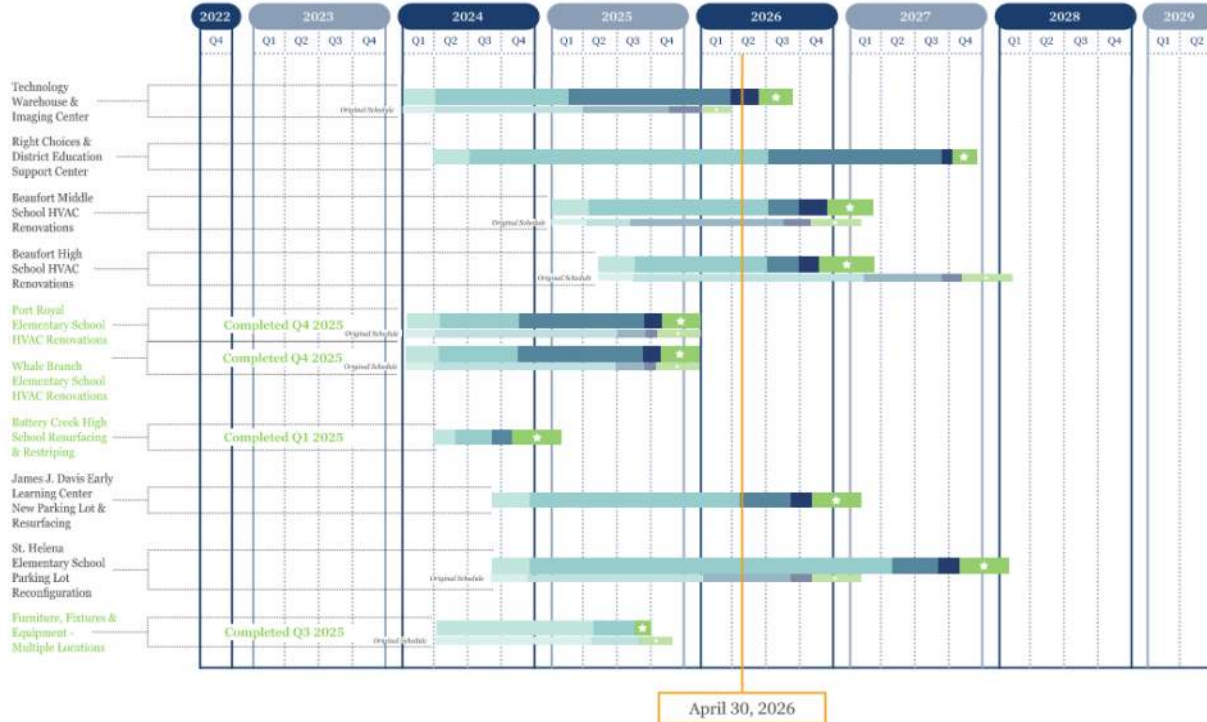 2022 2023 2024 2025 2026 2027 2028 2029
Q4 Q1 Q2 Q3 Q4 Q1 Q2 Q3 Q4 Q1 Q2 Q3 Q4 Q1 Q2 Q3 Q4 Q1 Q2 Q3 Q4 Q1 Q2 Q3 Q4 Q1 Q2
Technology
Warehouse &
Imaging Center
Original Schedule
Right Choices &
District Education
Support Center
Beaufort Middle
School HVAC
Renovations
Original Schedule
Beaufort High
School HVAC
Renovations
Original Schedule
Port Royal
Elementary School
HVAC Renovations
Completed Q4 2025
Original Schedule
Whale Branch
Elementary School
HVAC Renovations
Completed Q4 2025
Original Schedule
Battery Creek High
School Resurfacing
& Restriping
Completed Q1 2025
James J. Davis Early
Learning Center
New Parking Lot &
Resurfacing
St. Helena
Elementary School
Parking Lot
Reconfiguration
Original Schedule
Furniture, Fixtures &
Equipment -
Multiple Locations
Completed Q3 2025
Original Schedule
April 30, 2026